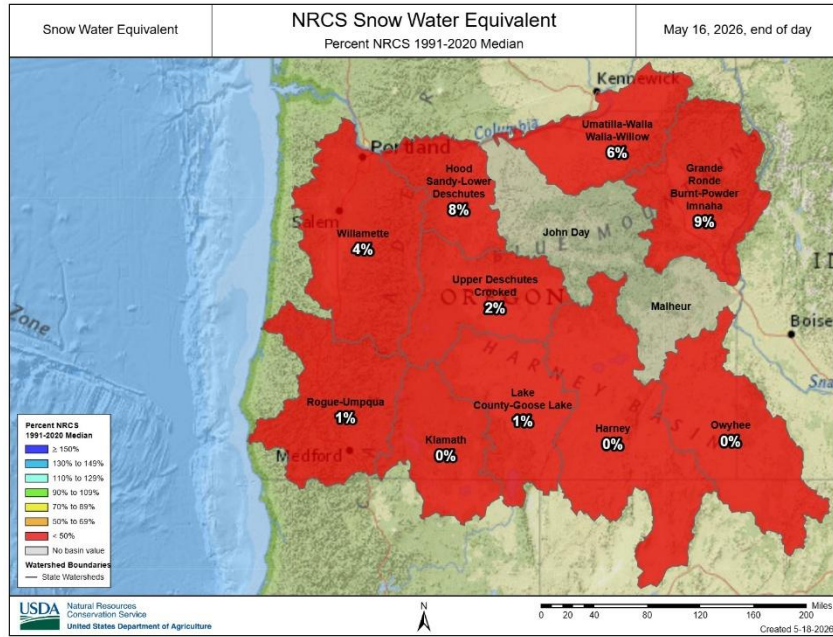 Snow Water Equivalent
NRCS Snow Water Equivalent
Percent NRCS 1991-2020 Median
May 16, 2026, end of day
Kennewick
Columbia
Umatilla-Walla
Walla-Willow
6%
Portland
Hood
Sandy-Lower
Deschutes
8%
Grande
Ronde
Burnt-Powder
Imnaha
9%
Salem
Willamette
4%
John Day
BLUE MOUN
Upper Deschutes
Crooked
2%
OREGON
Malheur
Boise
Zone
Sna
HARNEY BASIN
Rogue-Umpqua
1%
Lake
County-Goose Lake
1%
Klamath
0%
Harney
0%
Owyhee
0%
Medford
Percent NRCS
1991-2020 Median
≥ 150%
130% to 149%
110% to 129%
90% to 109%
70% to 89%
50% to 69%
< 50%
No basin value
Watershed Boundaries
State Watersheds
USDA
Natural Resources
Conservation Service
United States Department of Agriculture
N
Miles
0 20 40 80 120 160 200
Created 5-18-2026